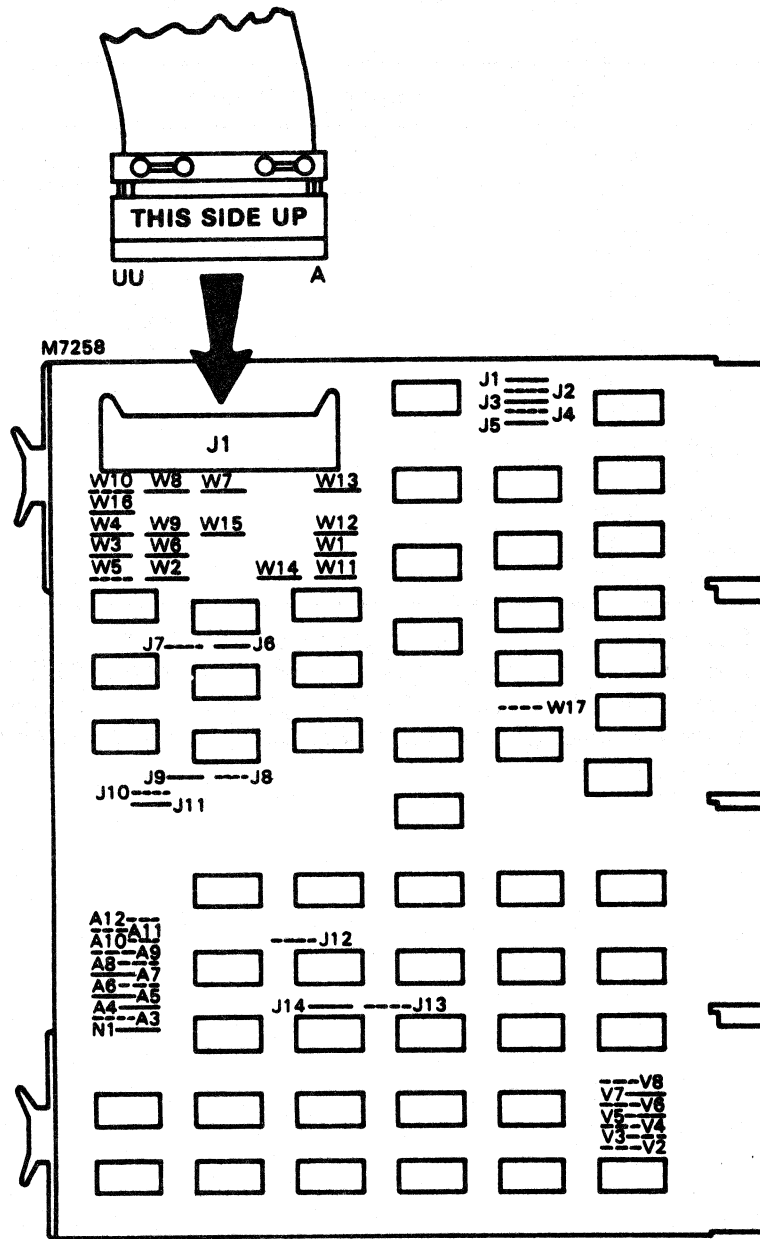 THIS SIDE UP
UU A
M7258
J1
J2
J3
J4
J5
J1
W10 W8 W7 W13
W16
W4 W9 W15 W12
W3 W6 W1
W5 W2 W14 W11
J7 J6
W17
J9 J8
J10
J11
A12
A11
A10
A9
A8
A7
A6
A5
A4
A3
N1
J12
J14 J13
V8
V7
V6
V5
V4
V3
V2